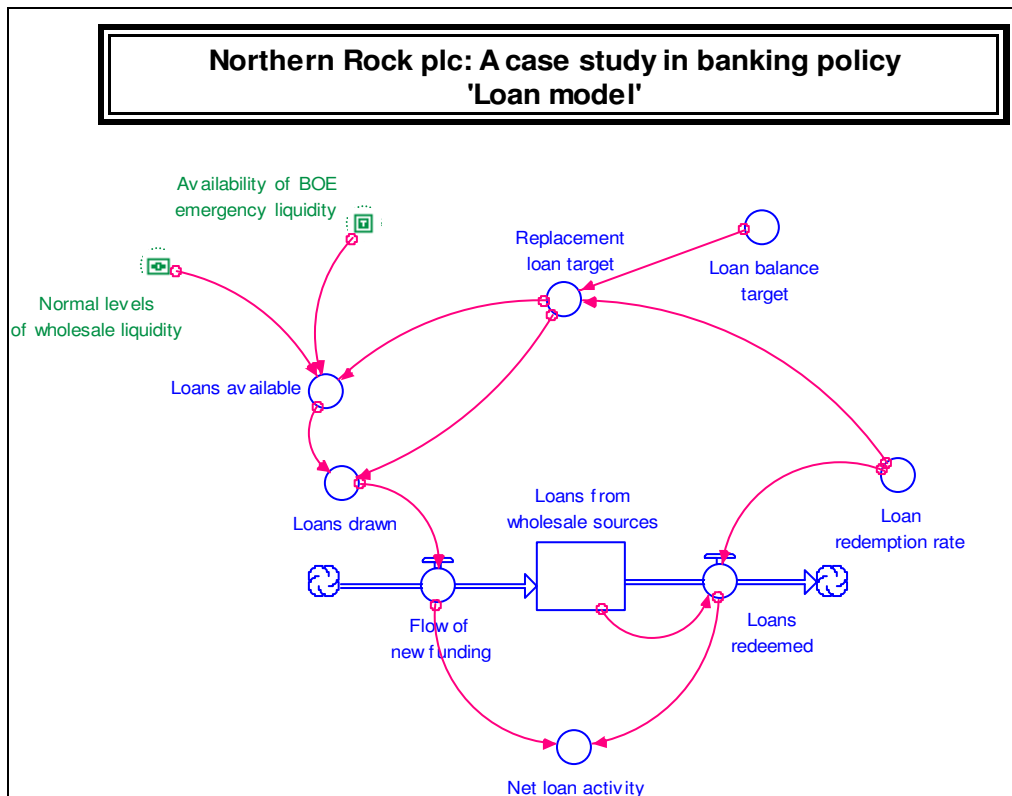 Northern Rock plc: A case study in banking policy
'Loan model'
Availability of BOE
emergency liquidity
Normal levels
of wholesale liquidity
Replacement
loan target
Loan balance
target
Loans available
Loans drawn
Loans from
wholesale sources
Loan
redemption rate
Flow of
new funding
Loans
redeemed
Net loan activity